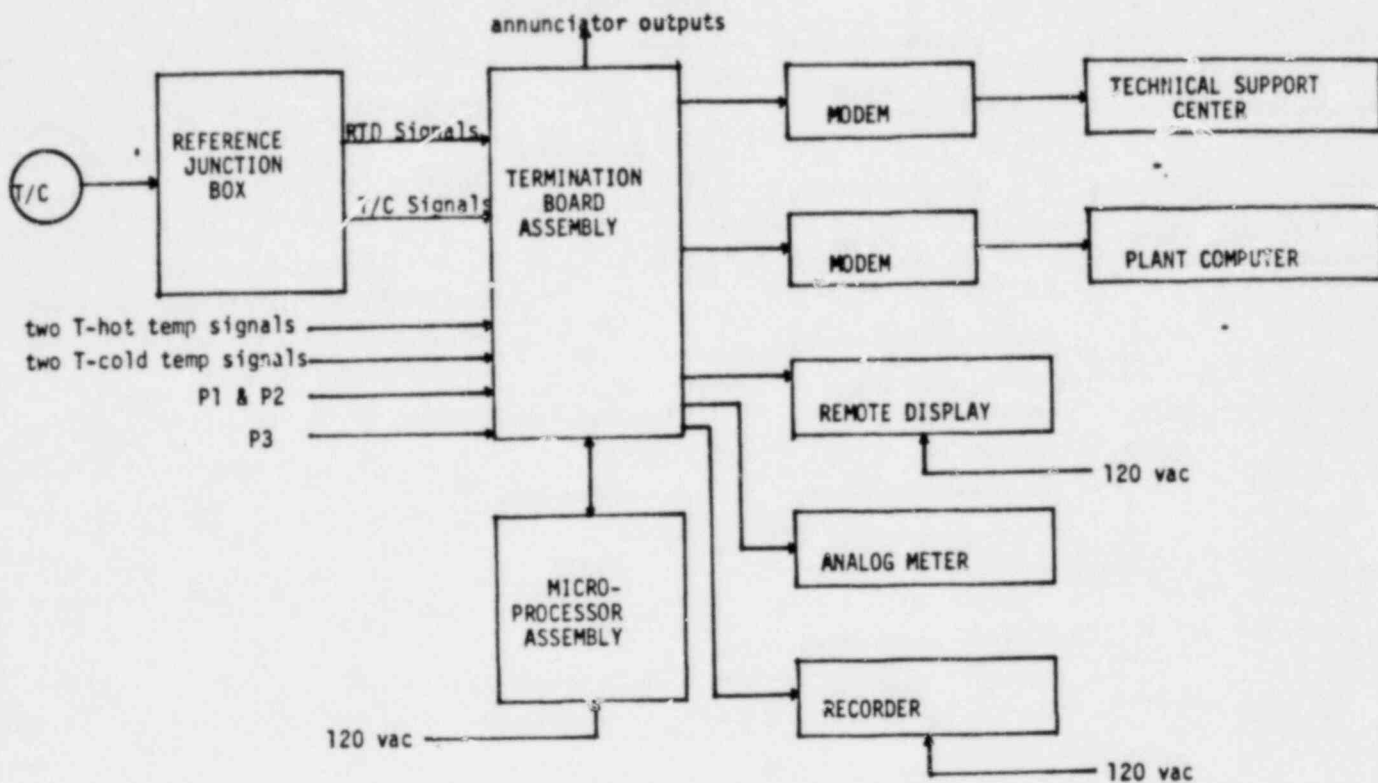 annunciator outputs
REFERENCE
JUNCTION
BOX
T/C
RTD Signals
T/C Signals
TERMINATION
BOARD
ASSEMBLY
MODEM
TECHNICAL SUPPORT
CENTER
MODEM
PLANT COMPUTER
two T-hot temp signals
two T-cold temp signals
P1 & P2
P3
REMOTE DISPLAY
120 vac
MICRO-
PROCESSOR
ASSEMBLY
ANALOG METER
RECORDER
120 vac
120 vac